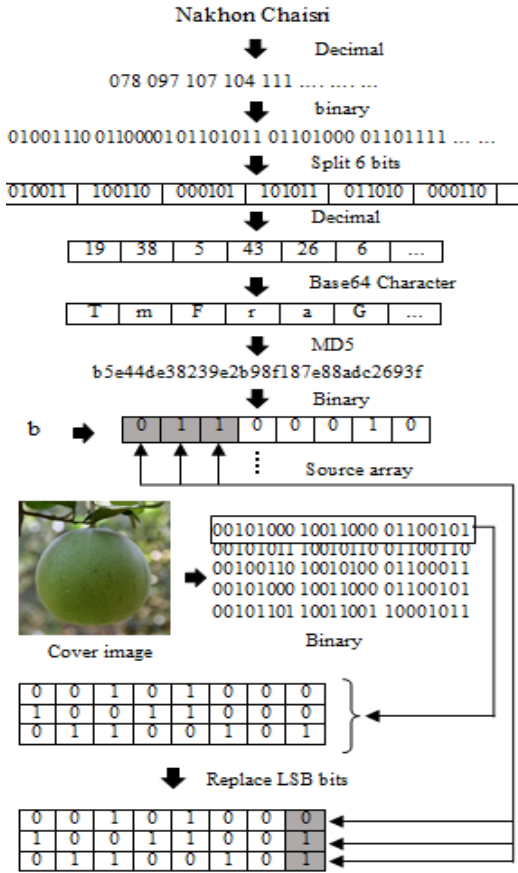 Nakhon Chaisri
Decimal
078 097 107 104 111 .... .... ...
binary
01001110 01100001 01101011 01101000 01101111 ... ...
Split 6 bits
010011 100110 000101 101011 011010 000110
Decimal
19 38 5 43 26 6 ...
Base64 Character
T m F r a G ...
MD5
b5e44de38239e2b98f187e88adc2693f
Binary
b 0 1 1 0 0 0 1 0
Source array
00101000 10011000 01100101
00101011 10010110 01100110
00100110 10010100 01100011
00101000 10011000 01100101
00101101 10011001 10001011
Binary
Cover image
0 0 1 0 1 0 0 0
1 0 0 1 1 0 0 0
0 1 1 0 0 1 0 1
Replace LSB bits
0 0 1 0 1 0 0 0
1 0 0 1 1 0 0 1
0 1 1 0 0 1 0 1